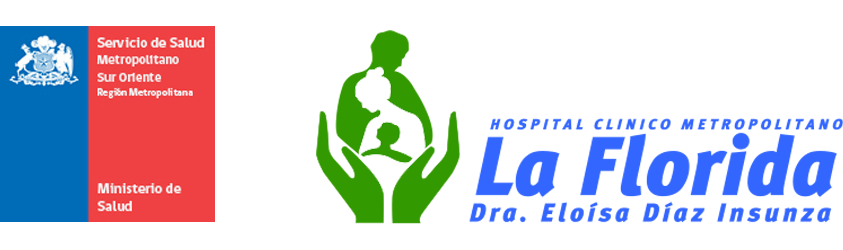 Servicio de Salud
Metropolitano
Sur Oriente
Región Metropolitana
Ministerio de
Salud
HOSPITAL CLINICO METROPOLITANO
La Florida
Dra. Eloísa Díaz Insunza